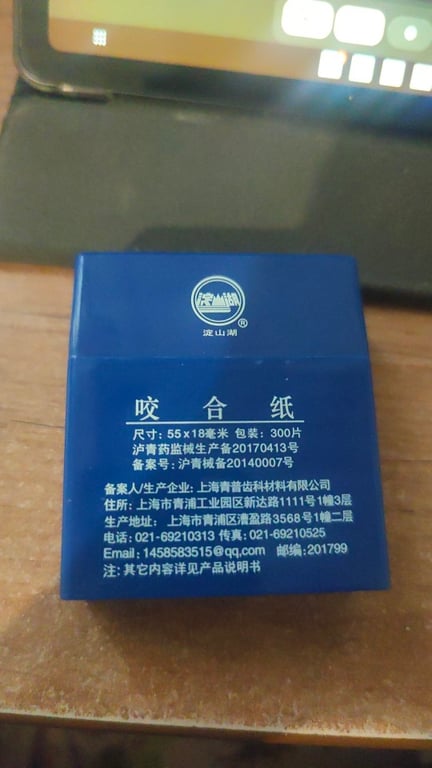 淀山湖
®
淀山湖
咬合纸
尺寸: 55x18毫米 包装: 300片
泸青药监械生产备20170413号
备案号: 沪青械备20140007号
备案人/生产企业: 上海青普齿科材料有限公司
住所: 上海市青浦工业园区新达路1111号1幢3层
生产地址: 上海市青浦区漕盈路3568号1幢二层
电话: 021-69210313 传真: 021-69210525
Email: 1458583515@qq.com 邮编: 201799
注: 其它内容详见产品说明书